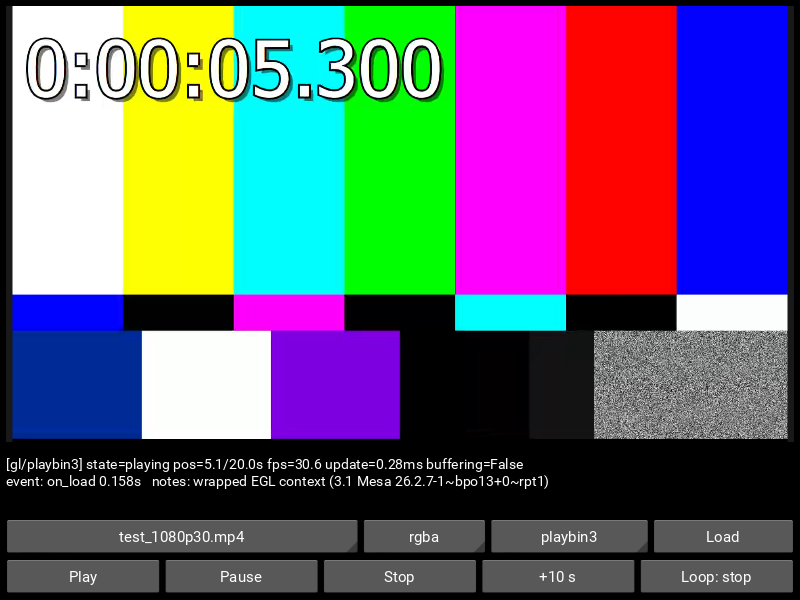 0:00:05.300
[gl/playbin3] state=playing pos=5.1/20.0s fps=30.6 update=0.28ms buffering=False
event: on_load 0.158s   notes: wrapped EGL context (3.1 Mesa 26.2.7-1~bpo13+0~rpt1)
test_1080p30.mp4 rgba playbin3 Load
Play Pause Stop +10 s Loop: stop